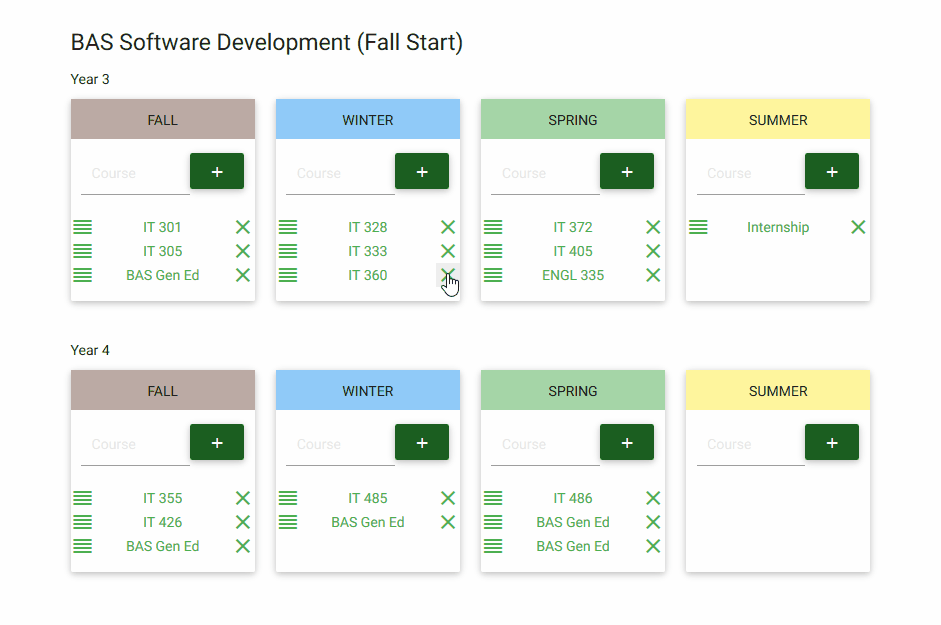 BAS Software Development (Fall Start)
Year 3
FALL WINTER SPRING SUMMER
Course + Course + Course + Course +
IT 301 IT 328 IT 372 Internship
IT 305 IT 333 IT 405
BAS Gen Ed IT 360 ENGL 335
Year 4
FALL WINTER SPRING SUMMER
Course + Course + Course + Course +
IT 355 IT 485 IT 486
IT 426 BAS Gen Ed BAS Gen Ed
BAS Gen Ed BAS Gen Ed